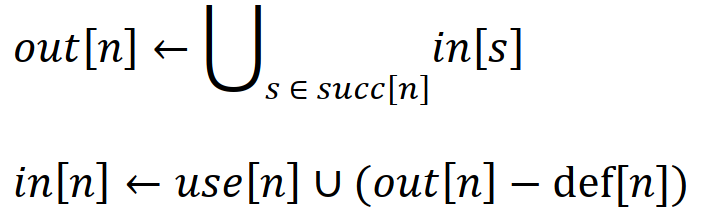 out[n] ← ⋃_{s ∈ succ[n]} in[s]
in[n] ← use[n] ∪ (out[n] − def[n])